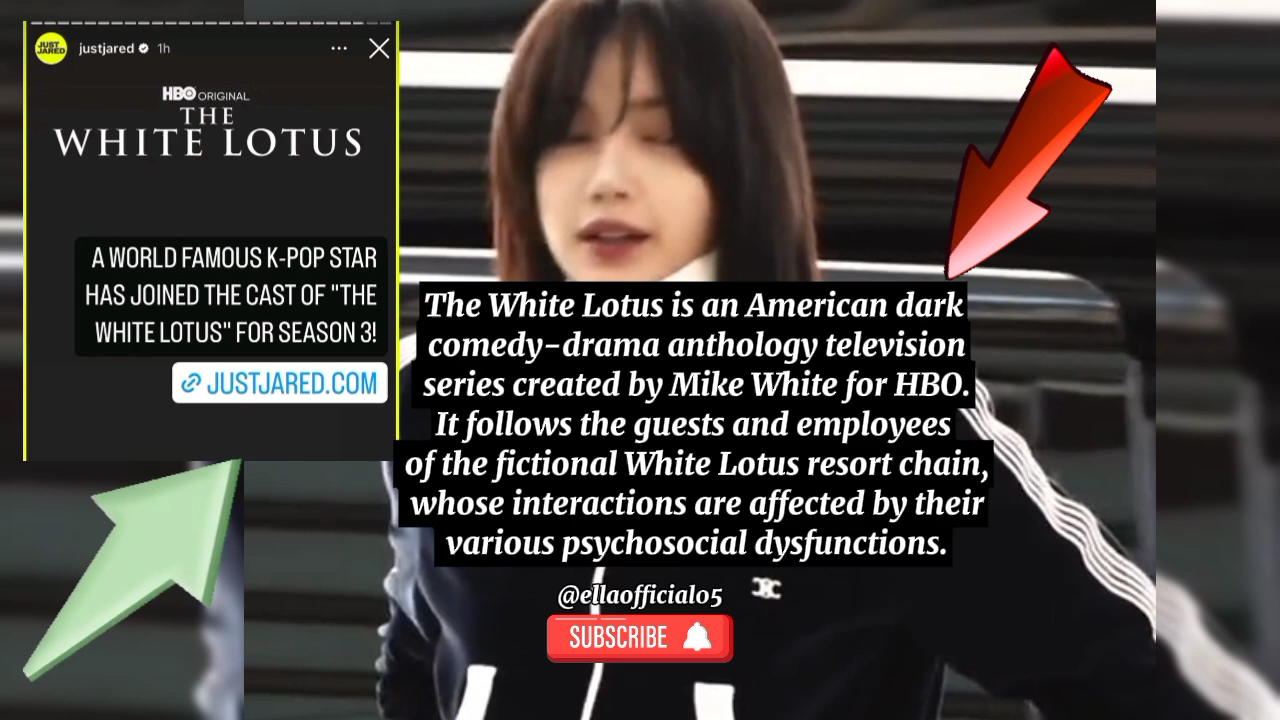 JUST
JARED
justjared 1h
HBO ORIGINAL
THE
WHITE LOTUS
A WORLD FAMOUS K-POP STAR
HAS JOINED THE CAST OF "THE
WHITE LOTUS" FOR SEASON 3!
JUSTJARED.COM
The White Lotus is an American dark
comedy-drama anthology television
series created by Mike White for HBO.
It follows the guests and employees
of the fictional White Lotus resort chain,
whose interactions are affected by their
various psychosocial dysfunctions.
@ellaofficial05
SUBSCRIBE